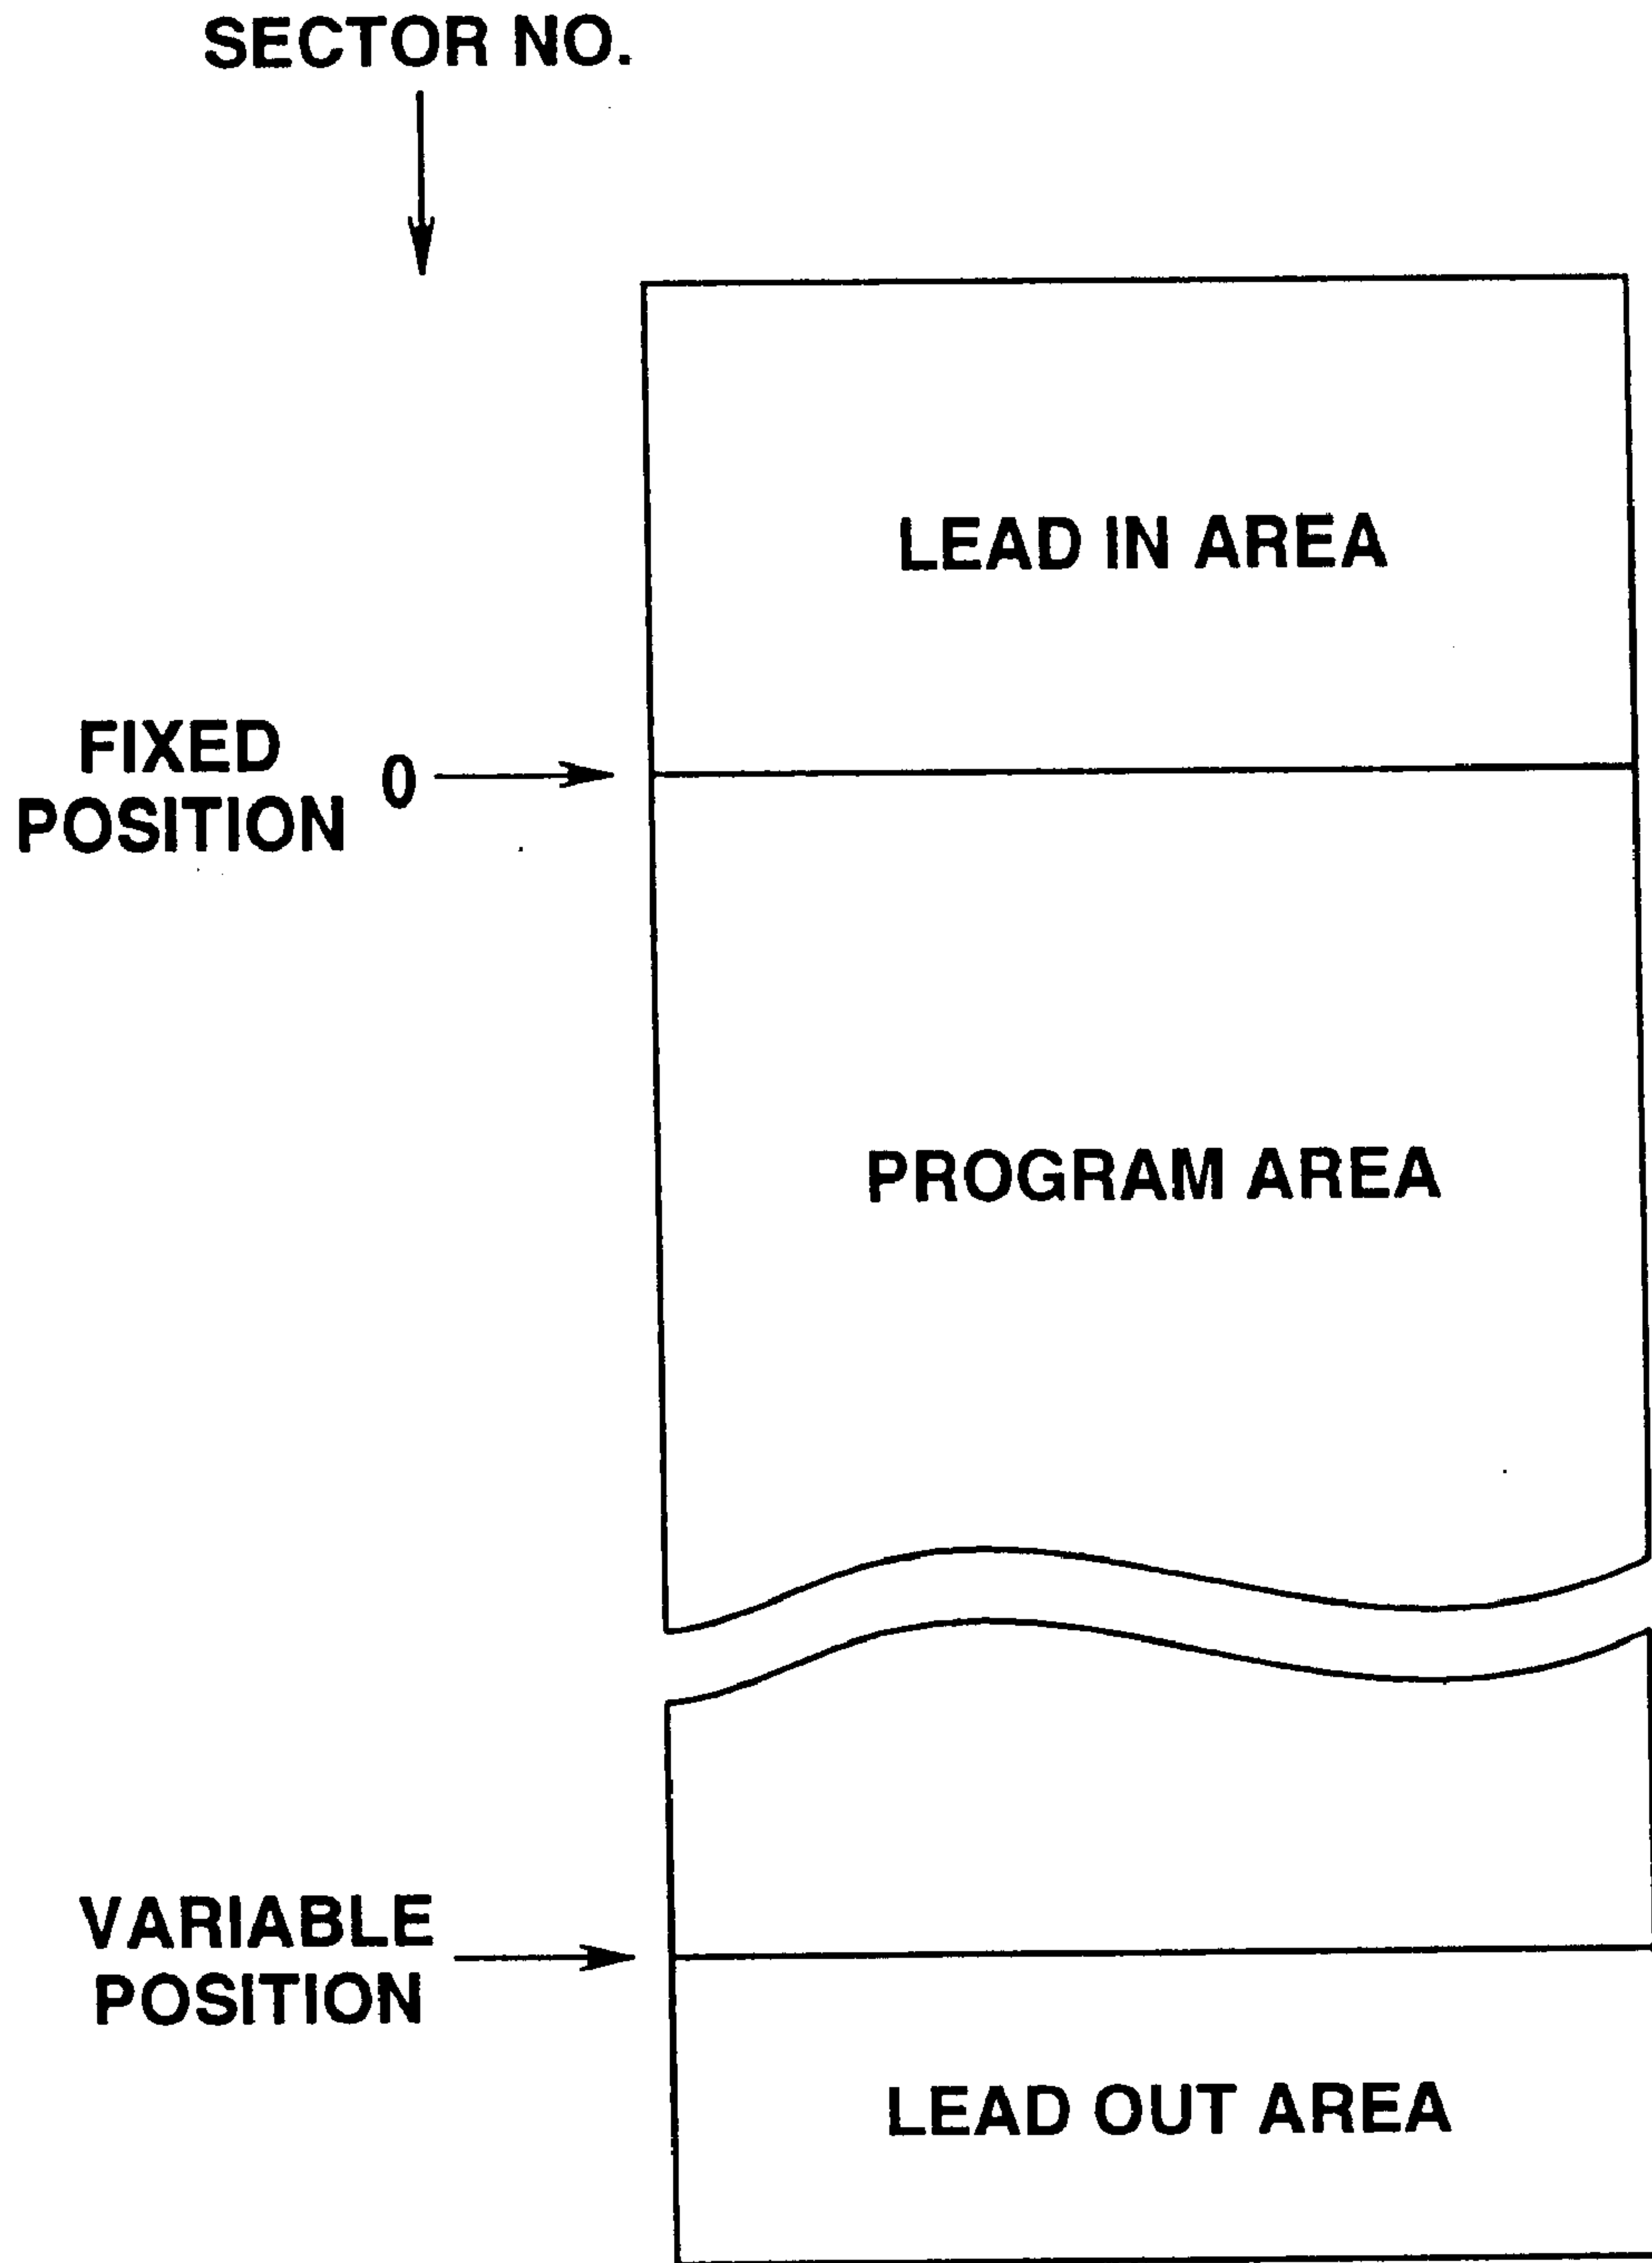 SECTOR NO.
LEAD IN AREA
FIXED
POSITION
0
PROGRAM AREA
VARIABLE
POSITION
LEAD OUT AREA